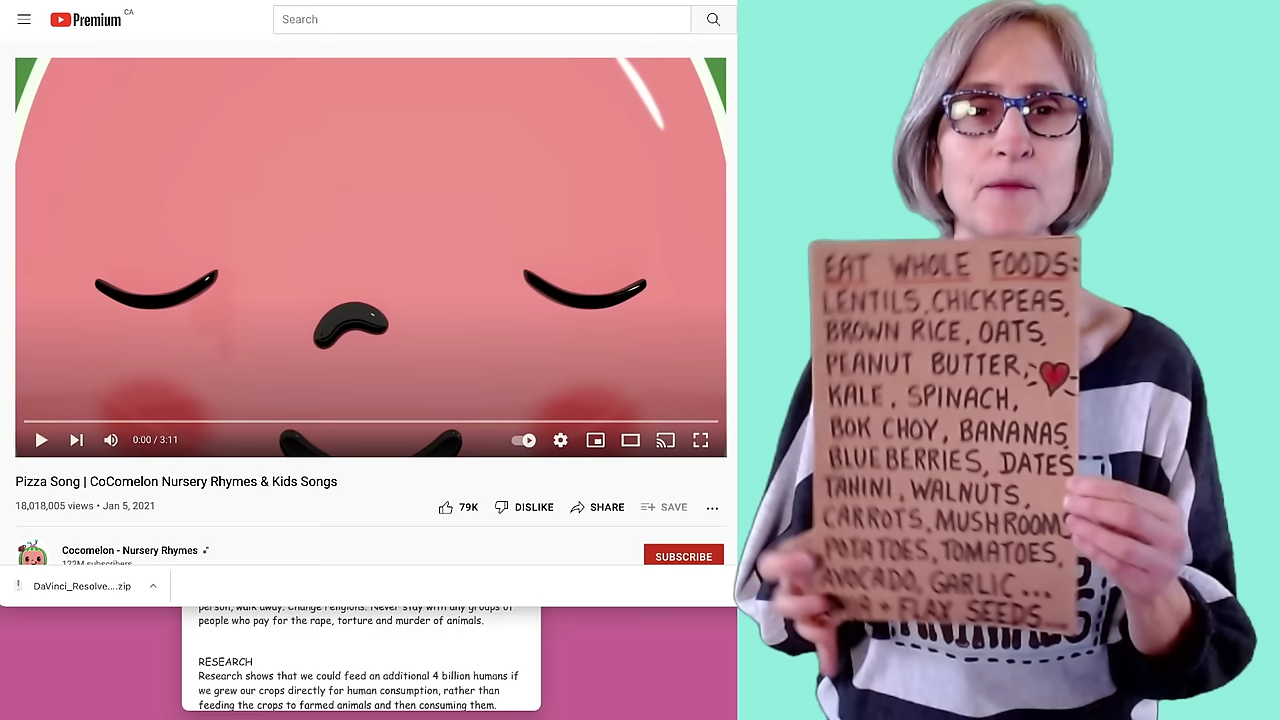 Premium CA
Search
0:00 / 3:11
Pizza Song | CoComelon Nursery Rhymes & Kids Songs
18,018,005 views • Jan 5, 2021
79K DISLIKE SHARE SAVE
Cocomelon - Nursery Rhymes
122M subscribers
SUBSCRIBE
DaVinci_Resolve....zip
person, walk away. Change religions. Never stay with any groups of
people who pay for the rape, torture and murder of animals.
RESEARCH
Research shows that we could feed an additional 4 billion humans if
we grew our crops directly for human consumption, rather than
feeding the crops to farmed animals and then consuming them.
EAT WHOLE FOODS:
LENTILS, CHICKPEAS,
BROWN RICE, OATS,
PEANUT BUTTER,
KALE, SPINACH,
BOK CHOY, BANANAS
BLUEBERRIES, DATES
TAHINI, WALNUTS,
CARROTS, MUSHROOMS
POTATOES, TOMATOES,
AVOCADO, GARLIC ...
+ FLAX SEEDS...